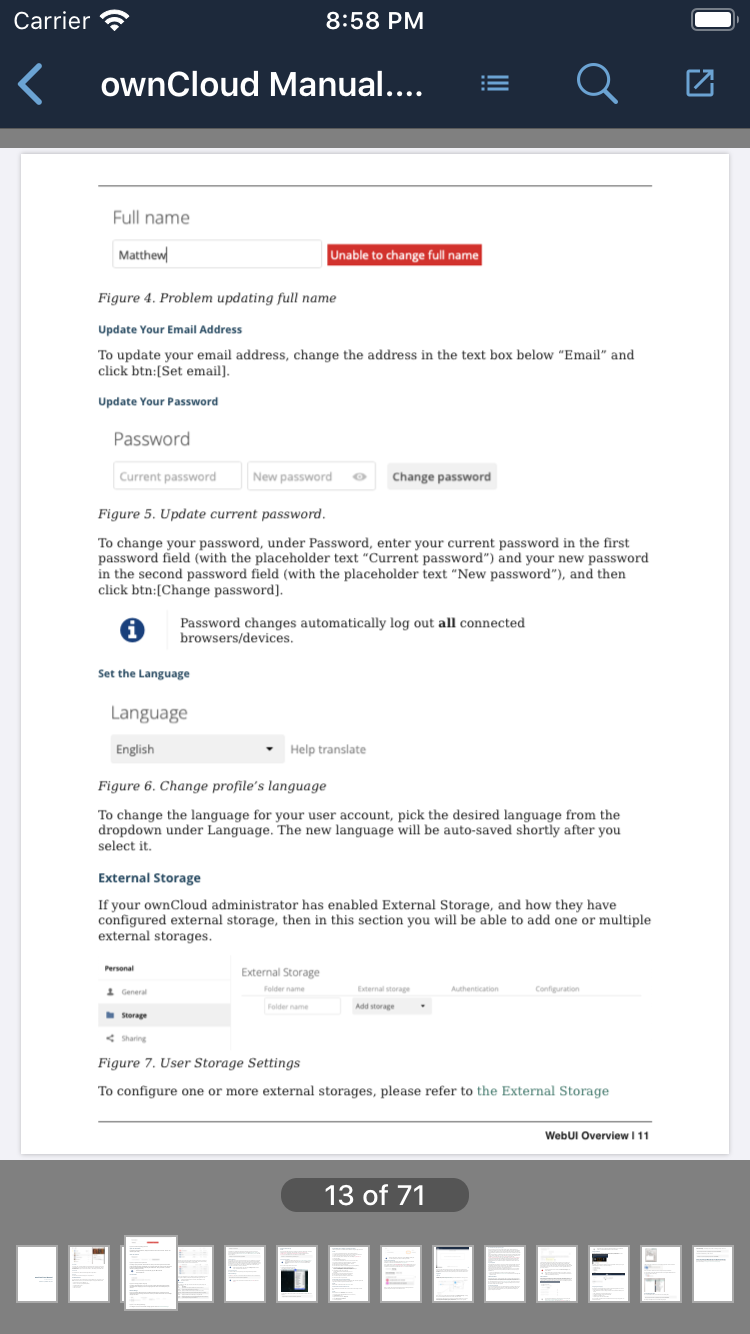 Carrier 8:58 PM
ownCloud Manual....
Full name
Matthew Unable to change full name
Figure 4. Problem updating full name
Update Your Email Address
To update your email address, change the address in the text box below “Email” and
click btn:[Set email].
Update Your Password
Password
Current password New password Change password
Figure 5. Update current password.
To change your password, under Password, enter your current password in the first
password field (with the placeholder text “Current password”) and your new password
in the second password field (with the placeholder text “New password”), and then
click btn:[Change password].
Password changes automatically log out all connected
browsers/devices.
Set the Language
Language
English Help translate
Figure 6. Change profile’s language
To change the language for your user account, pick the desired language from the
dropdown under Language. The new language will be auto-saved shortly after you
select it.
External Storage
If your ownCloud administrator has enabled External Storage, and how they have
configured external storage, then in this section you will be able to add one or multiple
external storages.
Personal
General
Storage
Sharing
External Storage
Folder name External storage Authentication Configuration
Folder name Add storage
Figure 7. User Storage Settings
To configure one or more external storages, please refer to the External Storage
WebUI Overview | 11
13 of 71